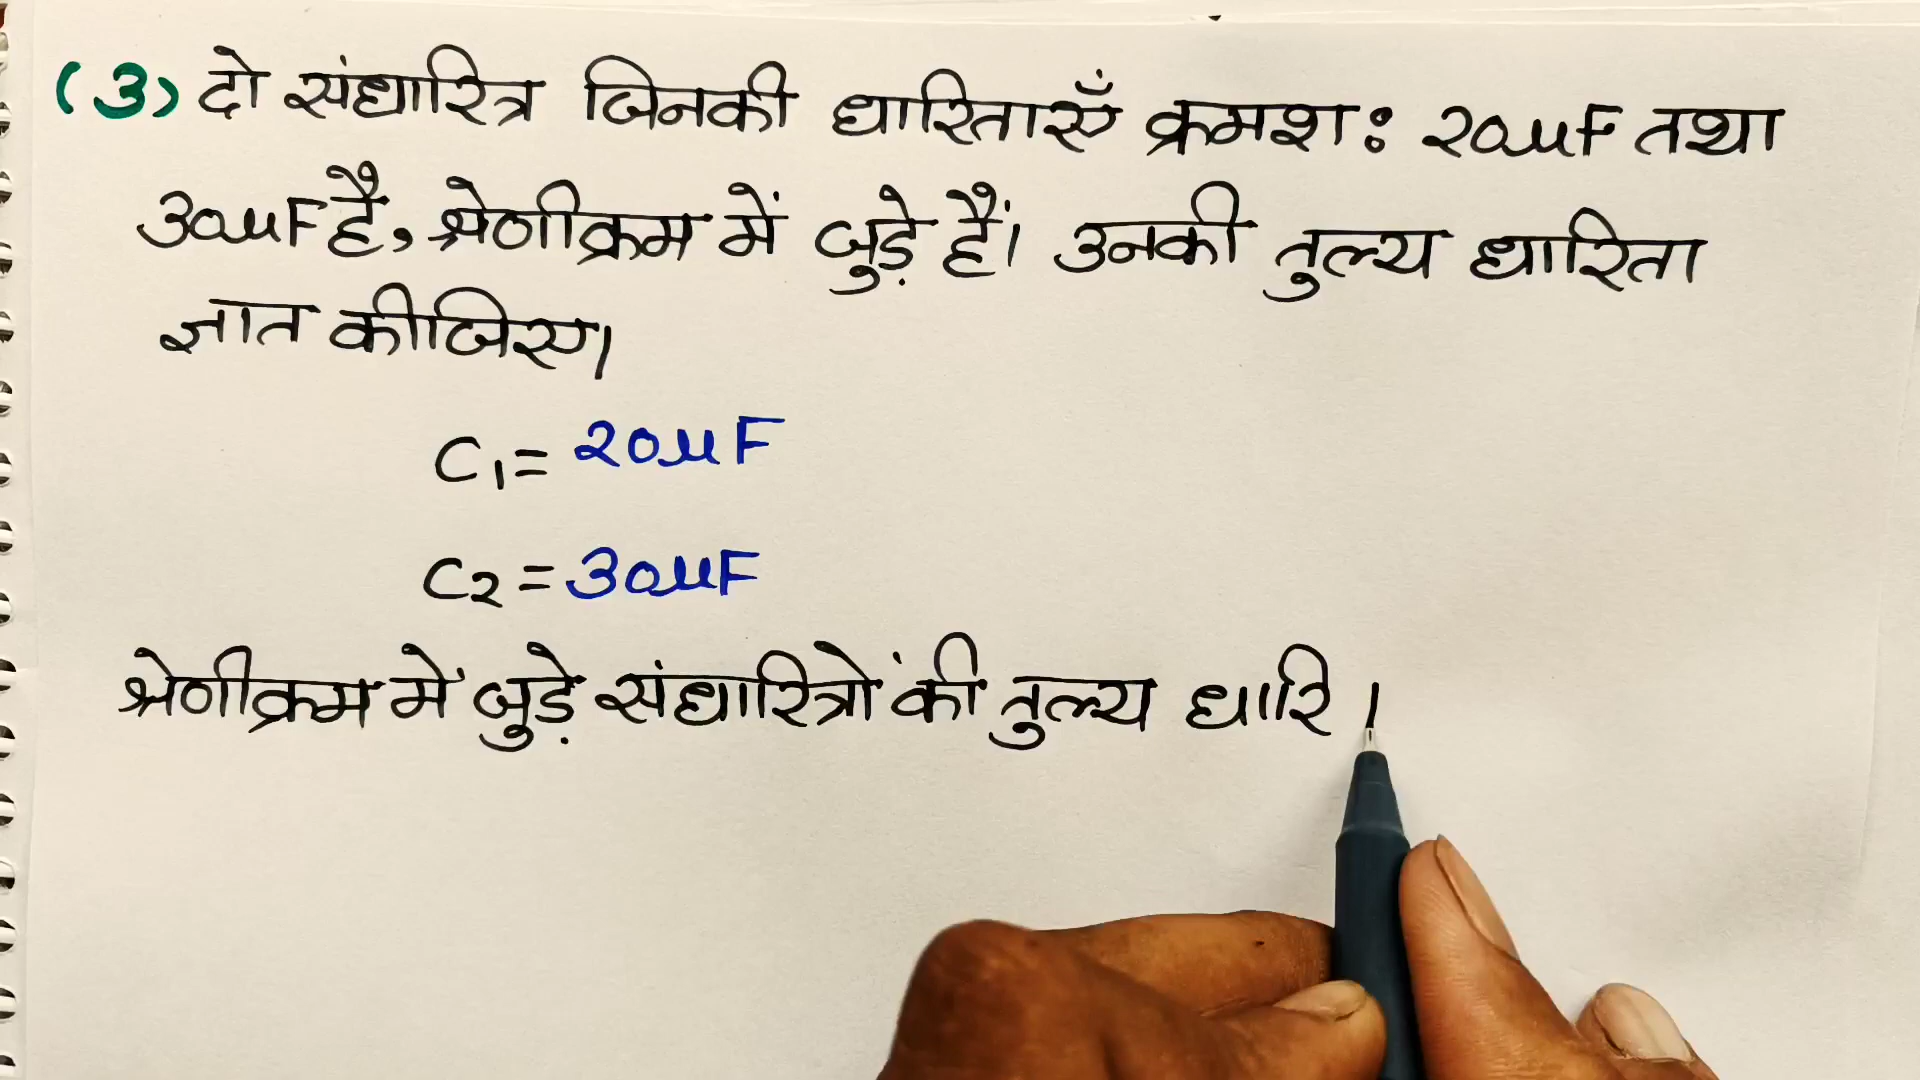 (3) दो संधारित्र जिनकी धारिताएँ क्रमशः 20μF तथा
30μF है, श्रेणीक्रम में जुड़े हैं। उनकी तुल्य धारिता
ज्ञात कीजिए।
C₁ = 20μF
C₂ = 30μF
श्रेणीक्रम में जुड़े संधारित्रों की तुल्य धारि।